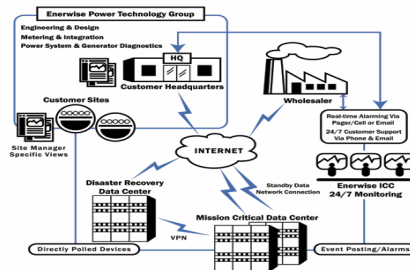 Enerwise Power Technology Group
Engineering & Design
Metering & Integration
Power System & Generator Diagnostics
HQ
Customer Headquarters
Wholesaler
Customer Sites
Site Manager
Specific Views
Real-time Alarming Via
Pager/Cell or Email
24/7 Customer Support
Via Phone & Email
INTERNET
Enerwise ICC
24/7 Monitoring
Disaster Recovery
Data Center
Standby Data
Network Connection
Mission Critical Data Center
VPN
Directly Polled Devices
Event Posting/Alarms